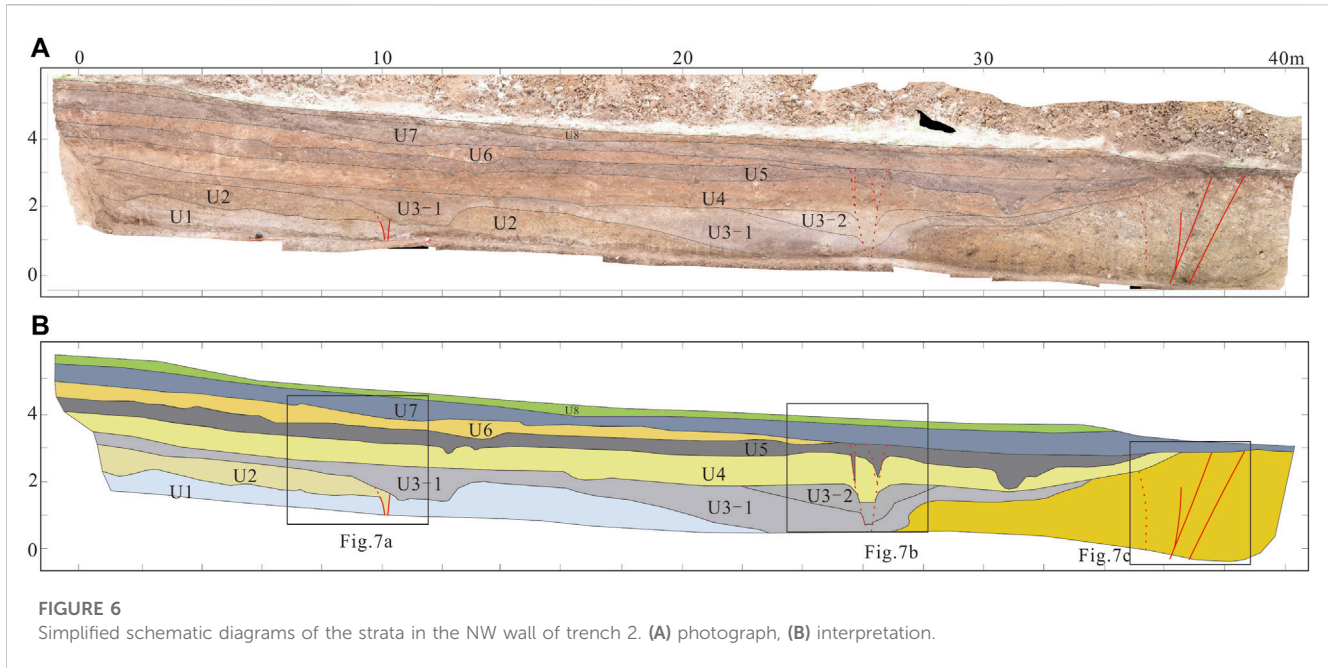 A
0 10 20 30 40m
4
2
0
U7
U8
U6
U5
U2
U4
U1
U3-1
U2
U3-2
U3-1
B
4
2
0
U7
U8
U6
U5
U2
U4
U1
U3-1
U3-2
U3-1
Fig.7a
Fig.7b
Fig.7c
FIGURE 6
Simplified schematic diagrams of the strata in the NW wall of trench 2. (A) photograph, (B) interpretation.